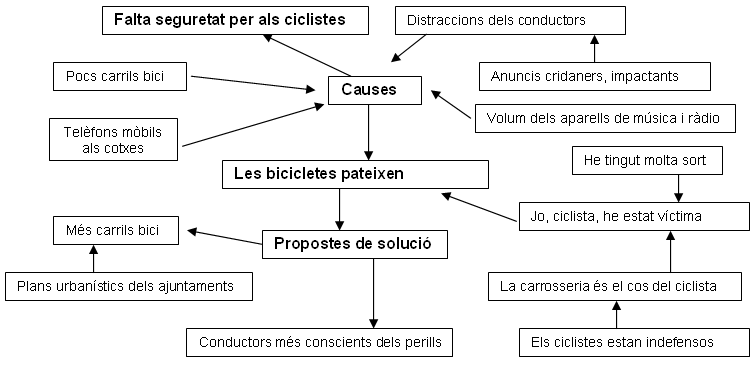 Falta seguretat per als ciclistes
Distraccions dels conductors
Pocs carrils bici
Anuncis cridaners, impactants
Causes
Volum dels aparells de música i ràdio
Telèfons mòbils
als cotxes
He tingut molta sort
Les bicicletes pateixen
Jo, ciclista, he estat víctima
Més carrils bici
Propostes de solució
Plans urbanístics dels ajuntaments
La carrosseria és el cos del ciclista
Conductors més conscients dels perills
Els ciclistes estan indefensos